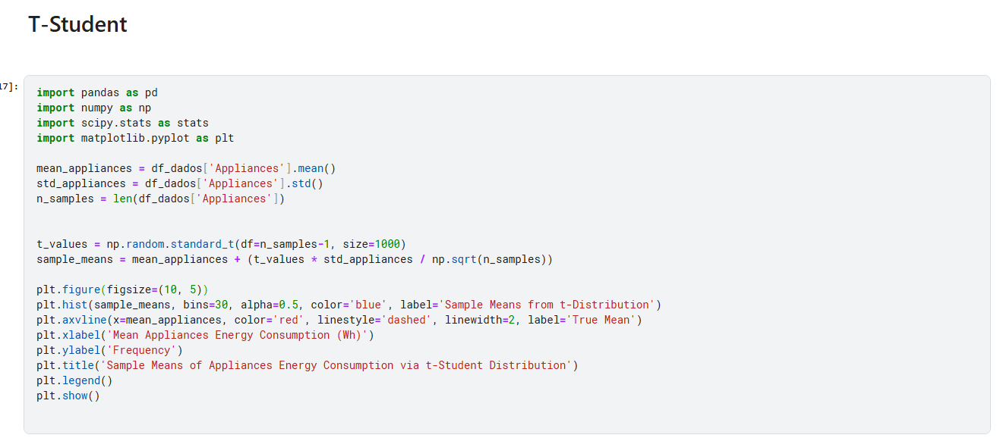 T-Student
17]:
import pandas as pd
import numpy as np
import scipy.stats as stats
import matplotlib.pyplot as plt
mean_appliances = df_dados['Appliances'].mean()
std_appliances = df_dados['Appliances'].std()
n_samples = len(df_dados['Appliances'])
t_values = np.random.standard_t(df=n_samples-1, size=1000)
sample_means = mean_appliances + (t_values * std_appliances / np.sqrt(n_samples))
plt.figure(figsize=(10, 5))
plt.hist(sample_means, bins=30, alpha=0.5, color='blue', label='Sample Means from t-Distribution')
plt.axvline(x=mean_appliances, color='red', linestyle='dashed', linewidth=2, label='True Mean')
plt.xlabel('Mean Appliances Energy Consumption (Wh)')
plt.ylabel('Frequency')
plt.title('Sample Means of Appliances Energy Consumption via t-Student Distribution')
plt.legend()
plt.show()